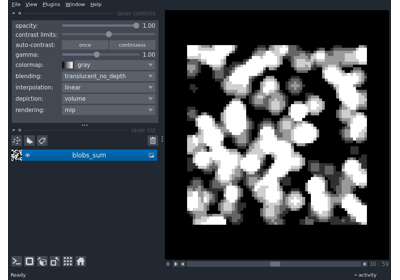 File View Plugins Window Help
layer controls
opacity: 1.00
contrast limits:
auto-contrast: once continuous
gamma: 1.00
colormap: gray
blending: translucent_no_depth
interpolation: linear
depiction: volume
rendering: mip
layer list
blobs_sum
30 59
Ready activity